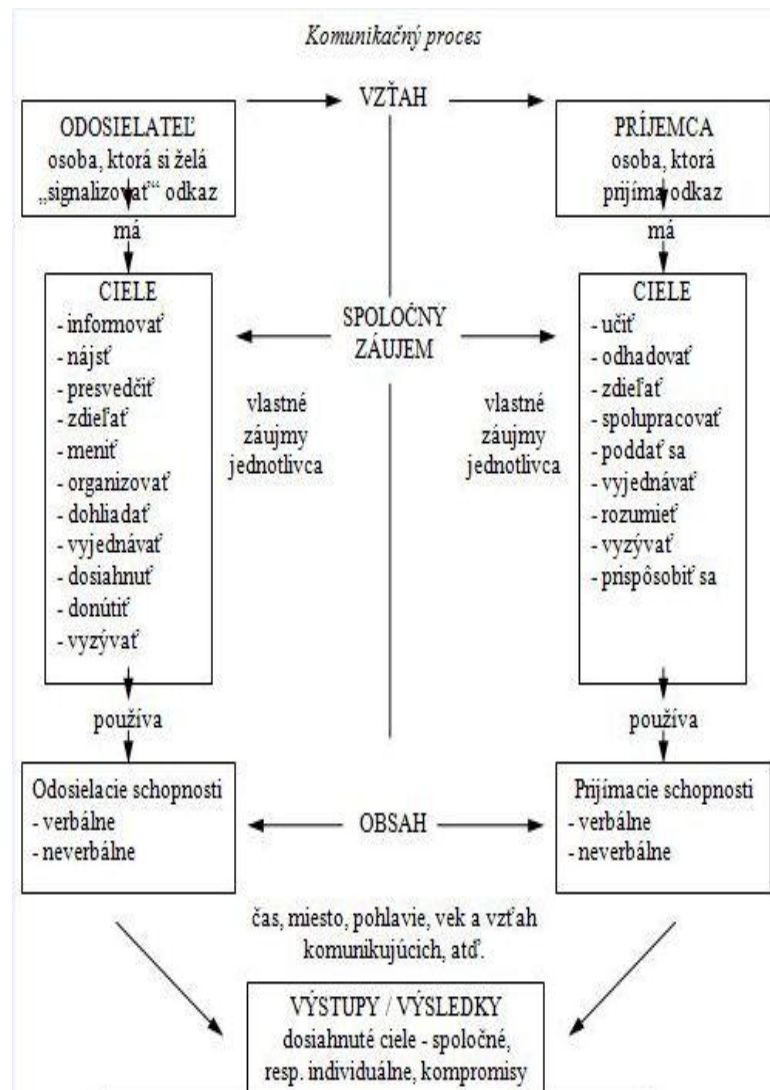 Komunikačný proces
VZŤAH
ODOSIELATEĽ
osoba, ktorá si želá
„signalizovať“ odkaz
má
CIELE
- informovať
- nájsť
- presvedčiť
- zdieľať
- meniť
- organizovať
- dohliadať
- vyjednávať
- dosiahnuť
- donútiť
- vyzývať
používa
Odosielacie schopnosti
- verbálne
- neverbálne
SPOLOČNÝ
ZÁUJEM
vlastné
záujmy
jednotlivca
vlastné
záujmy
jednotlivca
OBSAH
PRÍJEMCA
osoba, ktorá
prijíma odkaz
má
CIELE
- učiť
- odhadovať
- zdieľať
- spolupracovať
- poddať sa
- vyjednávať
- rozumieť
- vyzývať
- prispôsobiť sa
používa
Prijímacie schopnosti
- verbálne
- neverbálne
čas, miesto, pohlavie, vek a vzťah
komunikujúcich, atď.
VÝSTUPY / VÝSLEDKY
dosiahnuté ciele - spoločné,
resp. individuálne, kompromisy